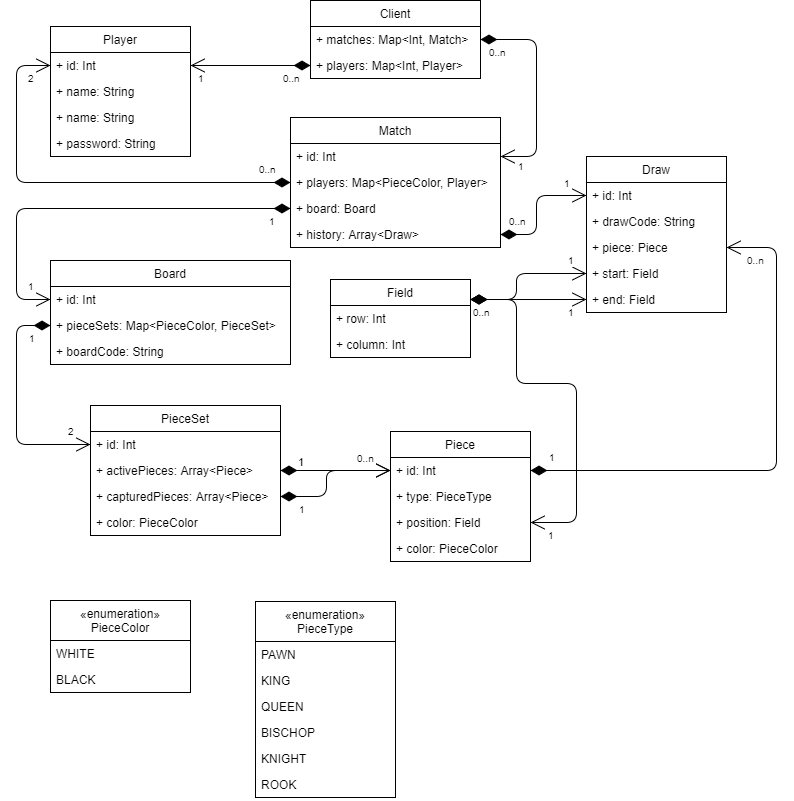 Client
+ matches: Map<Int, Match>
+ players: Map<Int, Player>
0..n
0..n
1
1
Player
+ id: Int
+ name: String
+ name: String
+ password: String
2
Match
+ id: Int
+ players: Map<PieceColor, Player>
+ board: Board
+ history: Array<Draw>
0..n
1
0..n
1
Draw
+ id: Int
+ drawCode: String
+ piece: Piece
+ start: Field
+ end: Field
1
1
0..n
Board
+ id: Int
+ pieceSets: Map<PieceColor, PieceSet>
+ boardCode: String
1
1
Field
+ row: Int
+ column: Int
0..n
PieceSet
+ id: Int
+ activePieces: Array<Piece>
+ capturedPieces: Array<Piece>
+ color: PieceColor
2
1
1
0..n
Piece
+ id: Int
+ type: PieceType
+ position: Field
+ color: PieceColor
1
1
«enumeration»
PieceColor
WHITE
BLACK
«enumeration»
PieceType
PAWN
KING
QUEEN
BISCHOP
KNIGHT
ROOK